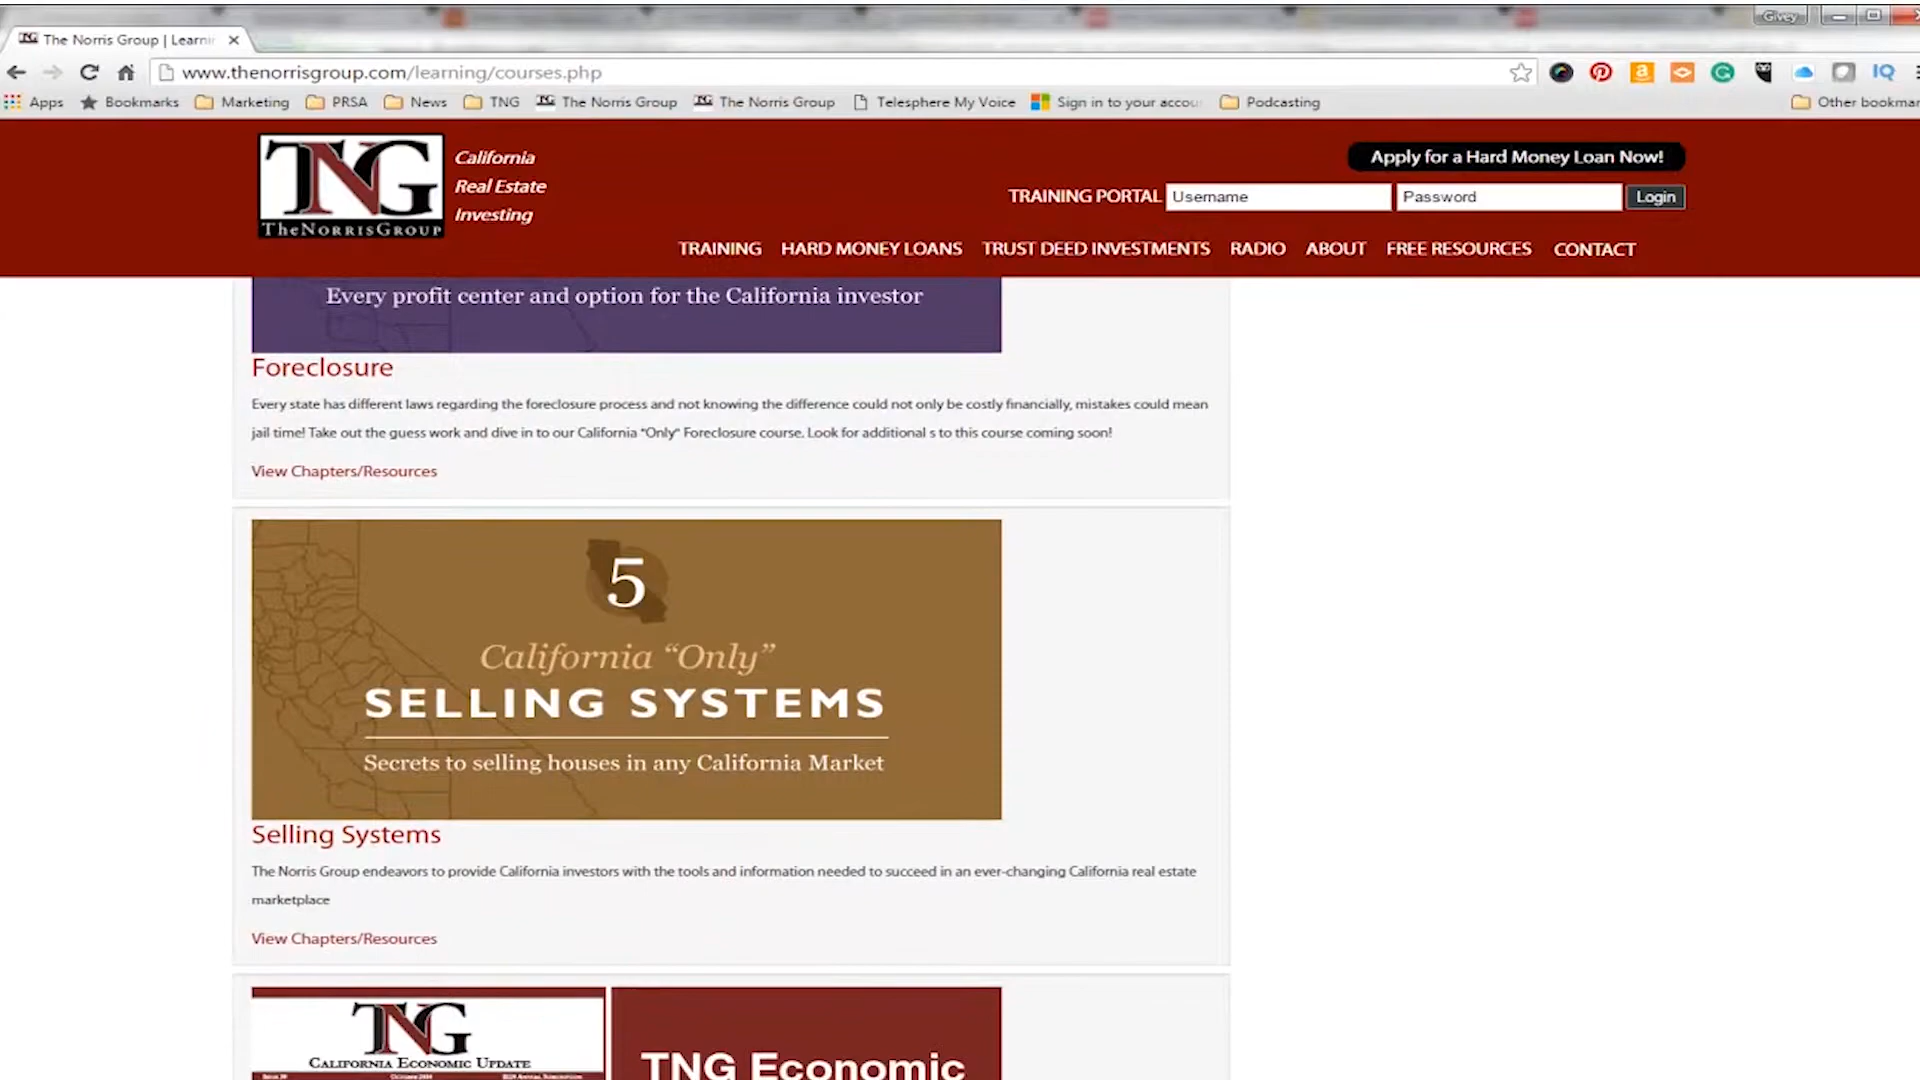 Givey
The Norris Group | Learni
www.thenorrisgroup.com/learning/courses.php
Apps Bookmarks Marketing PRSA News TNG The Norris Group The Norris Group Telesphere My Voice Sign in to your accou Podcasting Other bookmar
TNG
TheNorrisGroup
California
Real Estate
Investing
Apply for a Hard Money Loan Now!
TRAINING PORTAL Username Password Login
TRAINING HARD MONEY LOANS TRUST DEED INVESTMENTS RADIO ABOUT FREE RESOURCES CONTACT
Every profit center and option for the California investor
Foreclosure
Every state has different laws regarding the foreclosure process and not knowing the difference could not only be costly financially, mistakes could mean
jail time! Take out the guess work and dive in to our California "Only" Foreclosure course. Look for additional s to this course coming soon!
View Chapters/Resources
5
California “Only”
SELLING SYSTEMS
Secrets to selling houses in any California Market
Selling Systems
The Norris Group endeavors to provide California investors with the tools and information needed to succeed in an ever-changing California real estate
marketplace
View Chapters/Resources
TNG
California Economic Update
TNG Economic